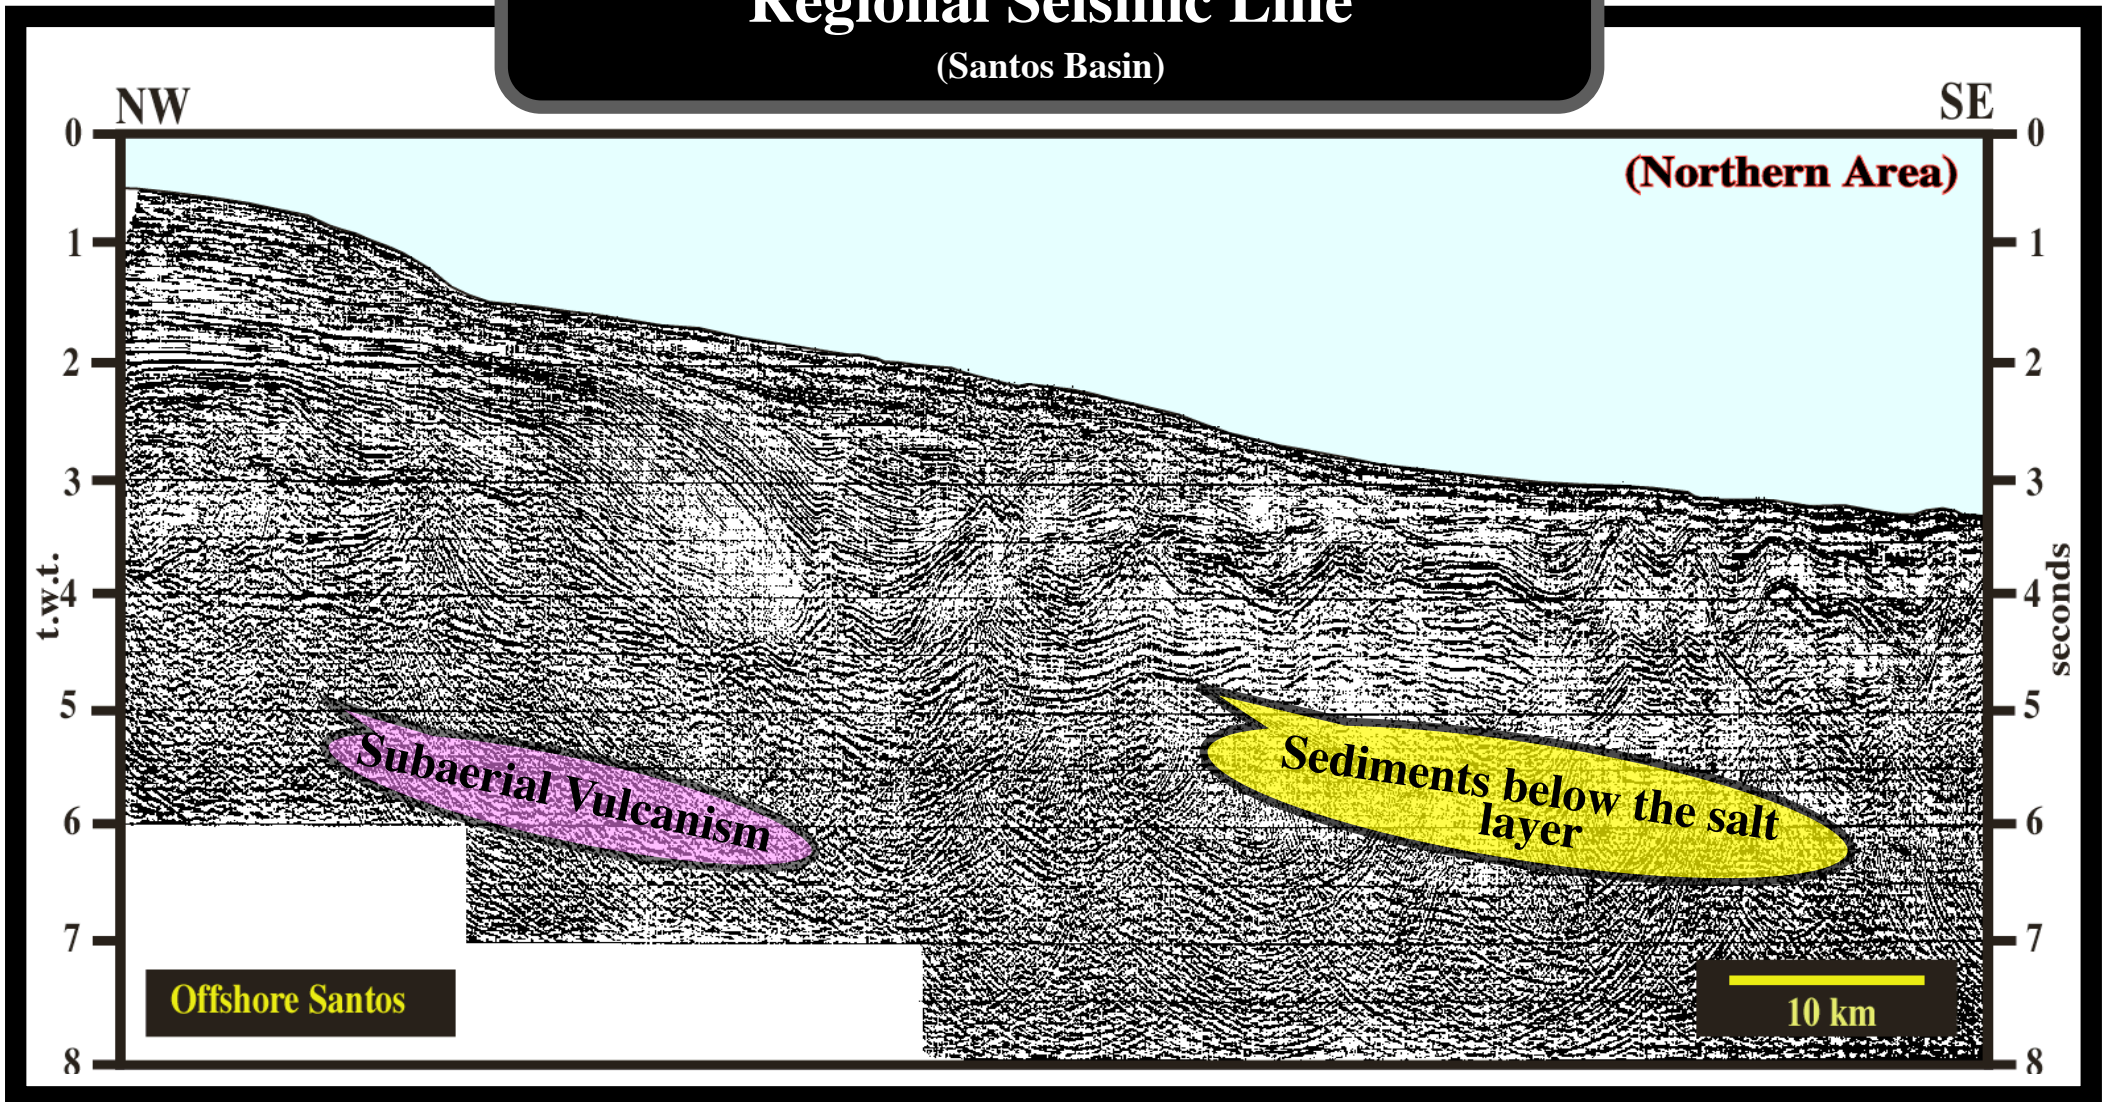 Regional Seismic Line
(Santos Basin)
NW
SE
(Northern Area)
0
1
2
3
4
5
6
7
8
t.w.t.
0
1
2
3
4
5
6
7
8
seconds
Subaerial Vulcanism
Sediments below the salt
layer
Offshore Santos
10 km